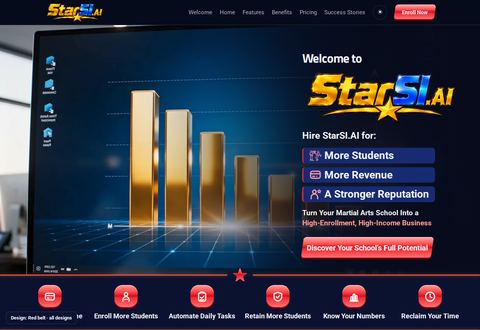 StarSI.AI
Welcome Home Features Benefits Pricing Success Stories
Enroll Now
Welcome to
StarSI.AI
Hire StarSI.AI for:
More Students
More Revenue
A Stronger Reputation
Turn Your Martial Arts School Into a
High-Enrollment, High-Income Business
Discover Your School's Full Potential
Enroll More Students
Automate Daily Tasks
Retain More Students
Know Your Numbers
Reclaim Your Time
Design: Red belt - all designs